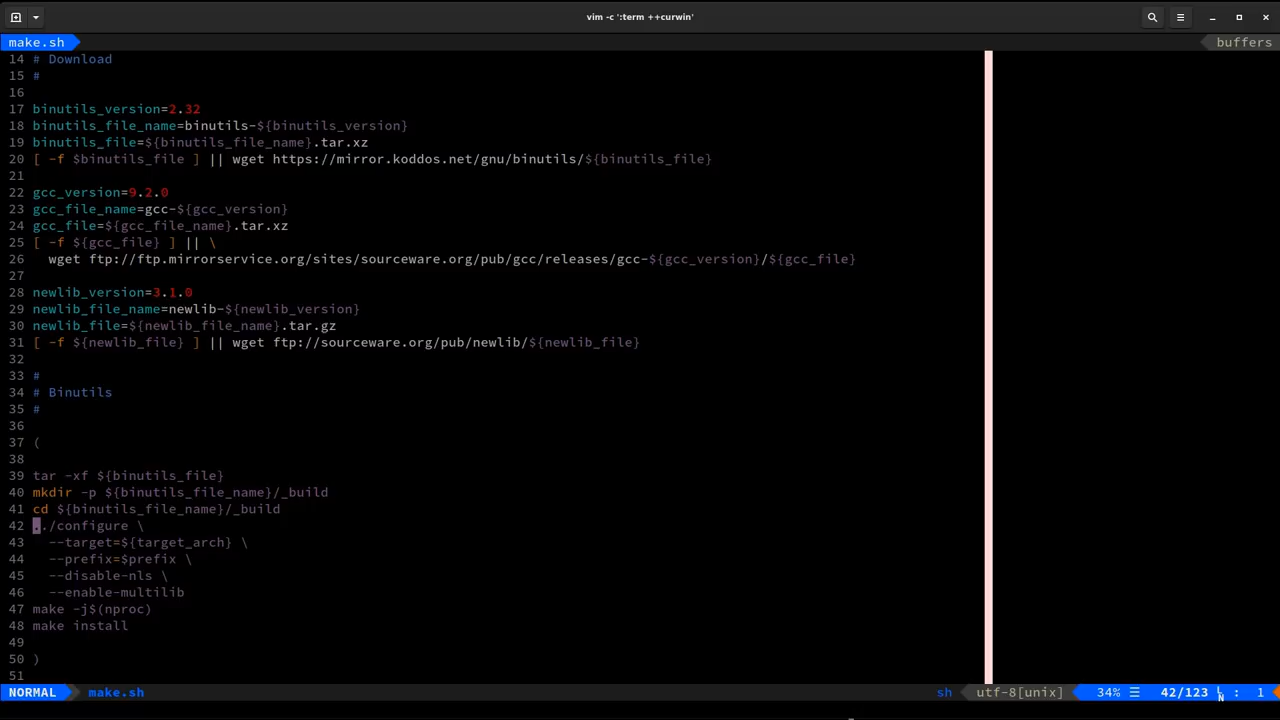 vim -c ':term ++curwin'
make.sh
buffers
14 # Download
15 #
16
17 binutils_version=2.32
18 binutils_file_name=binutils-${binutils_version}
19 binutils_file=${binutils_file_name}.tar.xz
20 [ -f $binutils_file ] || wget https://mirror.koddos.net/gnu/binutils/${binutils_file}
21
22 gcc_version=9.2.0
23 gcc_file_name=gcc-${gcc_version}
24 gcc_file=${gcc_file_name}.tar.xz
25 [ -f ${gcc_file} ] || \
26   wget ftp://ftp.mirrorservice.org/sites/sourceware.org/pub/gcc/releases/gcc-${gcc_version}/${gcc_file}
27
28 newlib_version=3.1.0
29 newlib_file_name=newlib-${newlib_version}
30 newlib_file=${newlib_file_name}.tar.gz
31 [ -f ${newlib_file} ] || wget ftp://sourceware.org/pub/newlib/${newlib_file}
32
33 #
34 # Binutils
35 #
36
37 (
38
39 tar -xf ${binutils_file}
40 mkdir -p ${binutils_file_name}/_build
41 cd ${binutils_file_name}/_build
42 ../configure \
43   --target=${target_arch} \
44   --prefix=$prefix \
45   --disable-nls \
46   --enable-multilib
47 make -j$(nproc)
48 make install
49
50 )
51
NORMAL make.sh sh utf-8[unix] 34% ☰ 42/123 ㏑ : 1